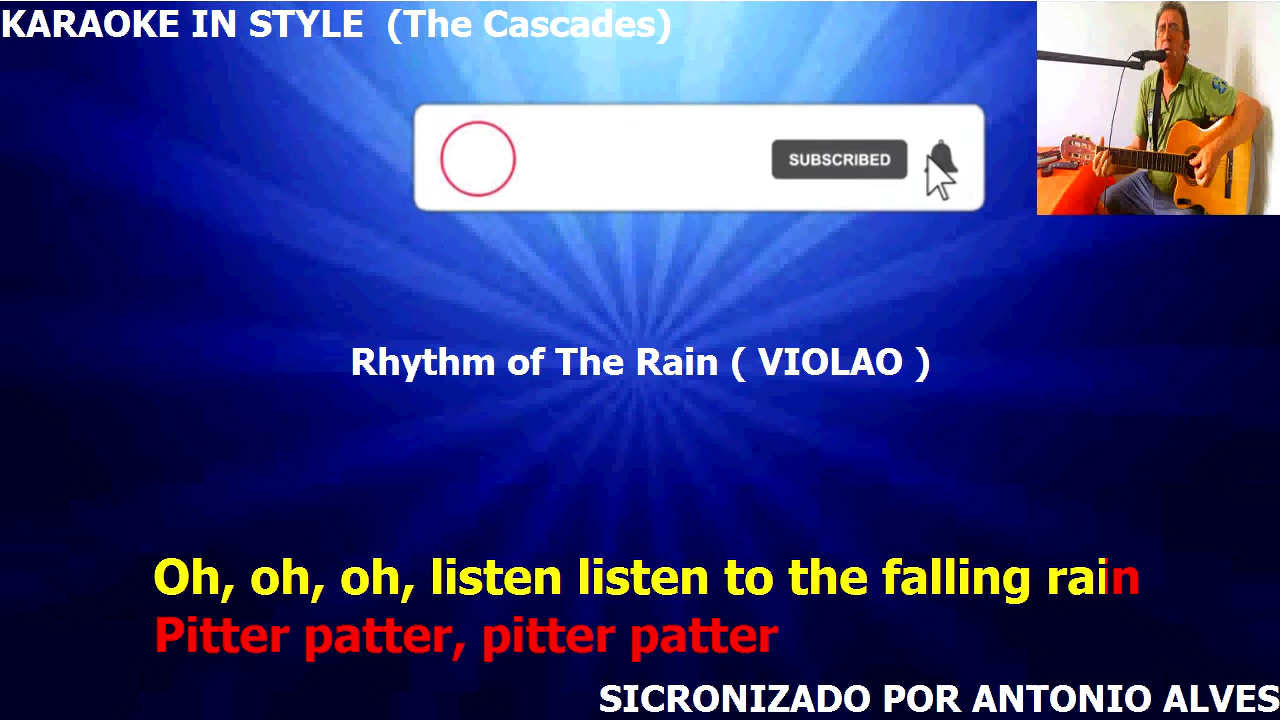 KARAOKE IN STYLE  (The Cascades)
SUBSCRIBED
Rhythm of The Rain ( VIOLAO )
Oh, oh, oh, listen listen to the falling rain
Pitter patter, pitter patter
SICRONIZADO POR ANTONIO ALVES